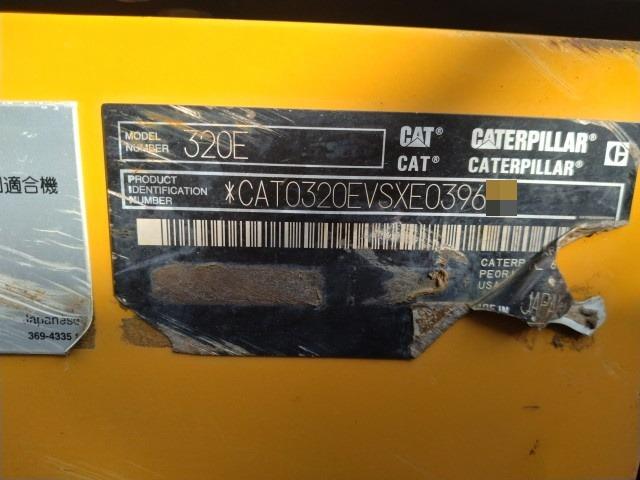 MODEL NUMBER 320E
CAT® CATERPILLAR®
CAT® CATERPILLAR®
PRODUCT IDENTIFICATION NUMBER *CAT0320EVSXE0396
適合機
CATERP
PEOR
USA
MADE IN JAPA
Japanese
369-4335